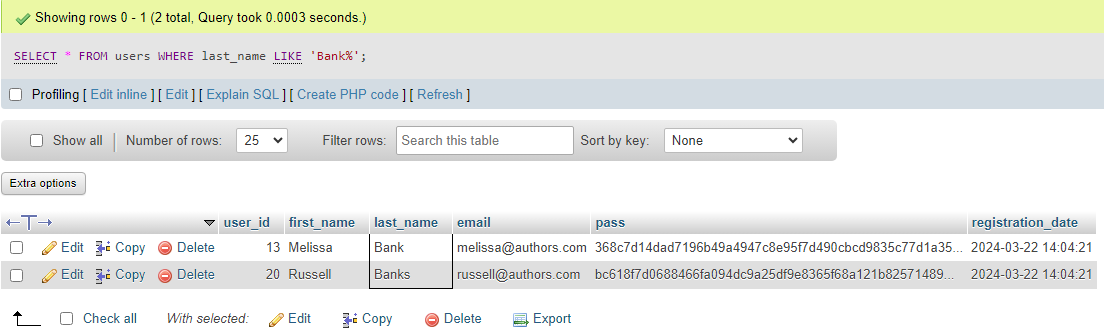 Showing rows 0 - 1 (2 total, Query took 0.0003 seconds.)
SELECT * FROM users WHERE last_name LIKE 'Bank%';
Profiling [ Edit inline ] [ Edit ] [ Explain SQL ] [ Create PHP code ] [ Refresh ]
Show all Number of rows: 25 Filter rows: Search this table Sort by key: None
Extra options
←T→ user_id first_name last_name email pass registration_date
Edit Copy Delete 13 Melissa Bank melissa@authors.com 368c7d14dad7196b49a4947c8e95f7d490cbcd9835c77d1a35... 2024-03-22 14:04:21
Edit Copy Delete 20 Russell Banks russell@authors.com bc618f7d0688466fa094dc9a25df9e8365f68a121b82571489... 2024-03-22 14:04:21
Check all With selected: Edit Copy Delete Export